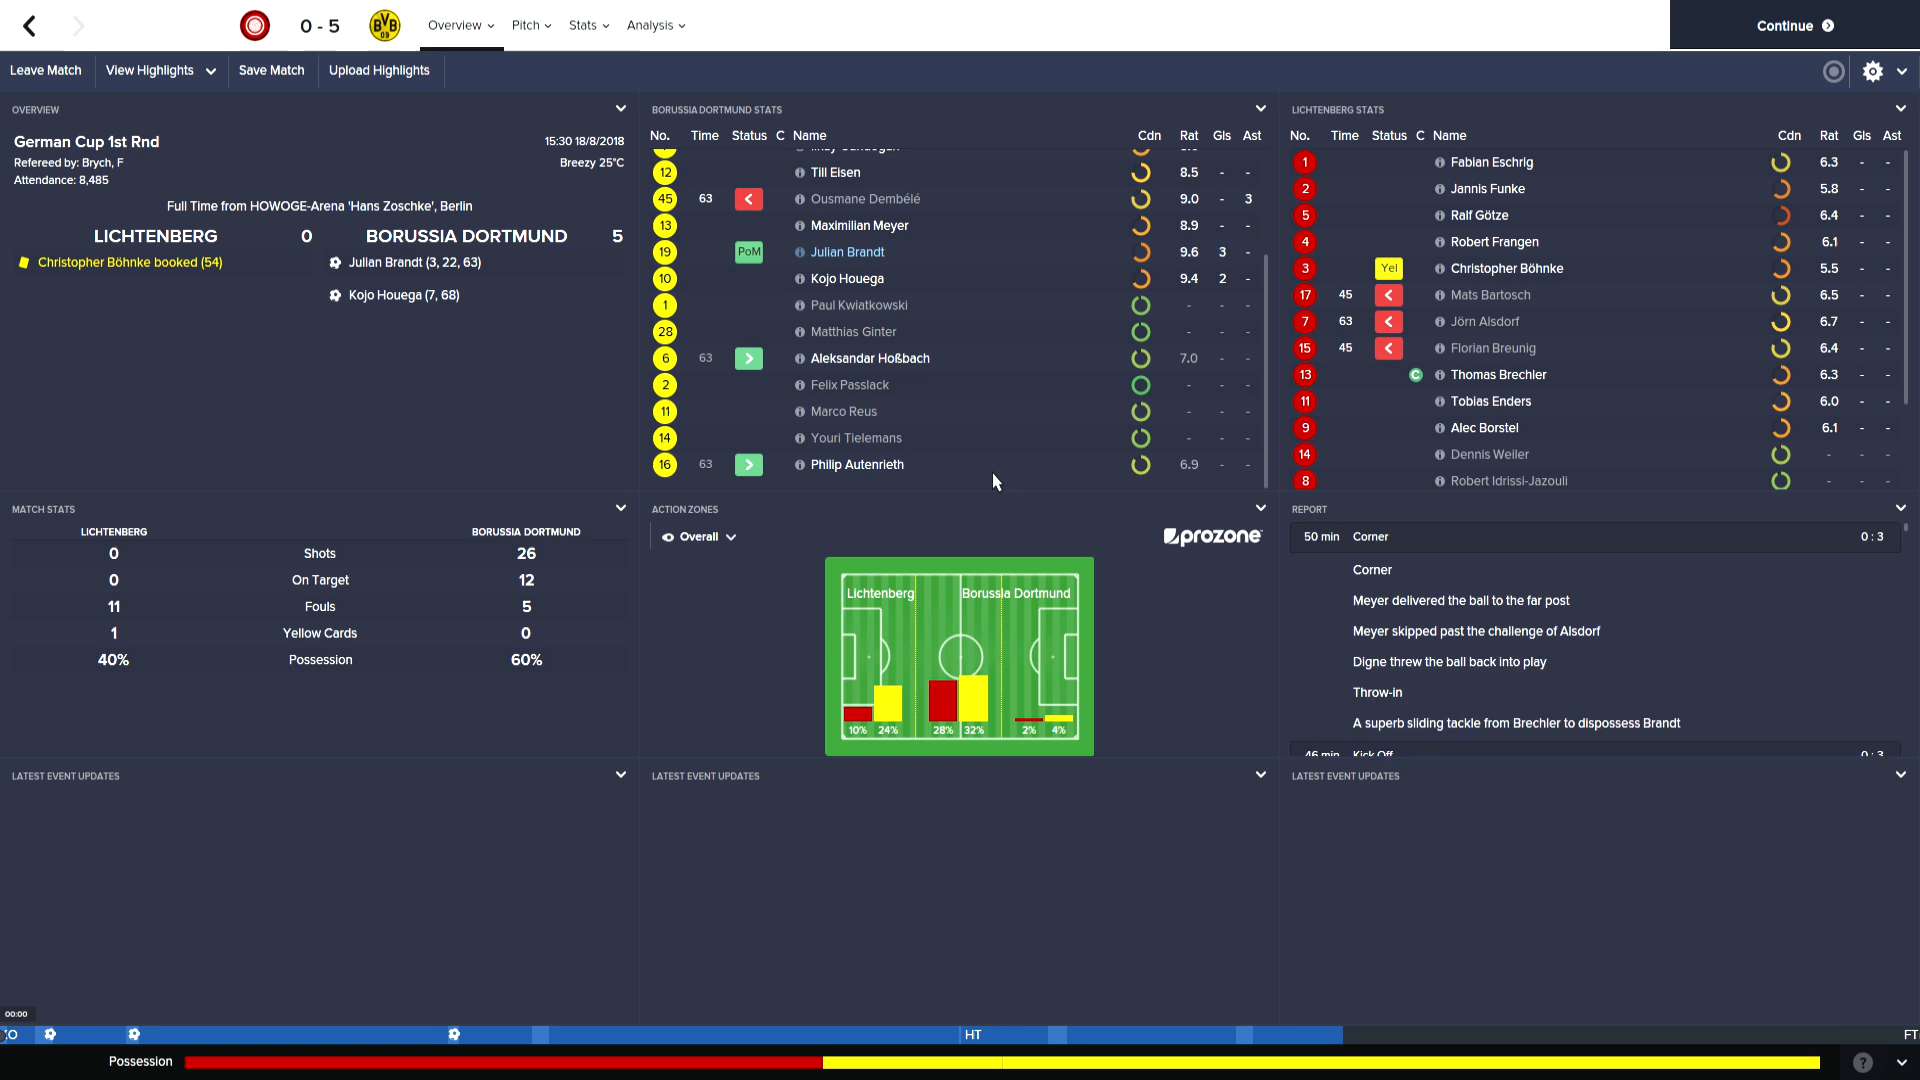 0 - 5
BVB 09
Overview
Pitch
Stats
Analysis
Continue
Leave Match
View Highlights
Save Match
Upload Highlights
OVERVIEW
German Cup 1st Rnd
15:30 18/8/2018
Refereed by: Brych, F
Breezy 25°C
Attendance: 8,485
Full Time from HOWOGE-Arena 'Hans Zoschke', Berlin
LICHTENBERG 0 BORUSSIA DORTMUND 5
Christopher Böhnke booked (54)
Julian Brandt (3, 22, 63)
Kojo Houega (7, 68)
BORUSSIA DORTMUND STATS
No. Time Status C Name Cdn Rat Gls Ast
12 Till Eisen 8.5 - -
45 63 Ousmane Dembélé 9.0 - 3
13 Maximilian Meyer 8.9 - -
19 PoM Julian Brandt 9.6 3 -
10 Kojo Houega 9.4 2 -
1 Paul Kwiatkowski - - -
28 Matthias Ginter - - -
6 63 Aleksandar Hoßbach 7.0 - -
2 Felix Passlack - - -
11 Marco Reus - - -
14 Youri Tielemans - - -
16 63 Philip Autenrieth 6.9 - -
LICHTENBERG STATS
No. Time Status C Name Cdn Rat Gls Ast
1 Fabian Eschrig 6.3 - -
2 Jannis Funke 5.8 - -
5 Ralf Götze 6.4 - -
4 Robert Frangen 6.1 - -
3 Yel Christopher Böhnke 5.5 - -
17 45 Mats Bartosch 6.5 - -
7 63 Jörn Alsdorf 6.7 - -
15 45 Florian Breunig 6.4 - -
13 C Thomas Brechler 6.3 - -
11 Tobias Enders 6.0 - -
9 Alec Borstel 6.1 - -
14 Dennis Weiler - - -
8 Robert Idrissi-Jazouli - - -
MATCH STATS
LICHTENBERG BORUSSIA DORTMUND
0 Shots 26
0 On Target 12
11 Fouls 5
1 Yellow Cards 0
40% Possession 60%
ACTION ZONES
Overall
prozone
Lichtenberg Borussia Dortmund
10% 24% 28% 32% 2% 4%
REPORT
50 min Corner 0 : 3
Corner
Meyer delivered the ball to the far post
Meyer skipped past the challenge of Alsdorf
Digne threw the ball back into play
Throw-in
A superb sliding tackle from Brechler to dispossess Brandt
46 min Kick Off 0 : 3
LATEST EVENT UPDATES
LATEST EVENT UPDATES
LATEST EVENT UPDATES
00:00
HT
FT
Possession
?